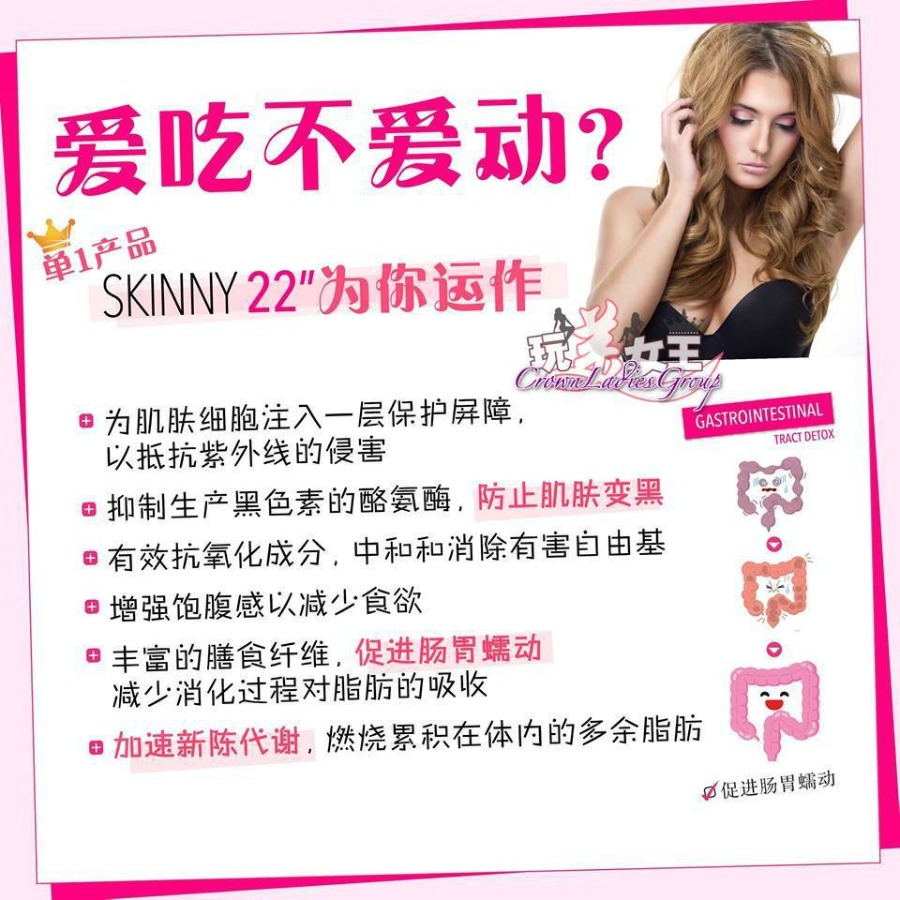 爱吃不爱动?
单1产品
SKINNY 22"为你运作
玩美女王
CrownLadiesGroup
为肌肤细胞注入一层保护屏障,
以抵抗紫外线的侵害
抑制生产黑色素的酪氨酶, 防止肌肤变黑
有效抗氧化成分, 中和和消除有害自由基
增强饱腹感以减少食欲
丰富的膳食纤维, 促进肠胃蠕动
减少消化过程对脂肪的吸收
加速新陈代谢, 燃烧累积在体内的多余脂肪
GASTROINTESTINAL
TRACT DETOX
促进肠胃蠕动